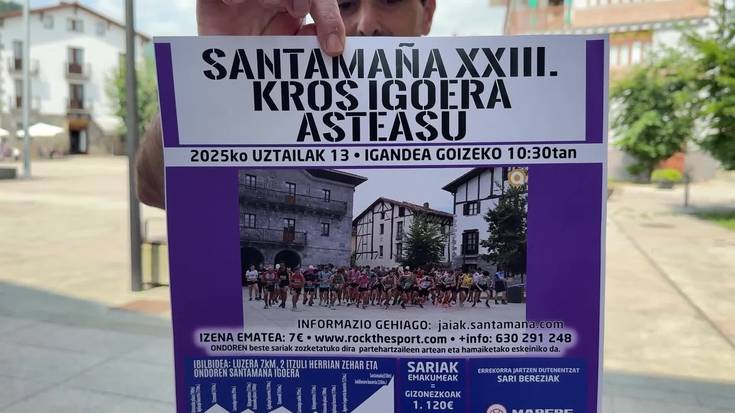 SANTAMAÑA XXIII.
KROS IGOERA
ASTEASU
2025ko UZTAILAK 13 • IGANDEA GOIZEKO 10:30tan
INFORMAZIO GEHIAGO: jaiak.santamana.com
IZENA EMATEA: 7€ • www.rockthesport.com • +info: 630 291 248
ONDOREN beste sariak zozketatuko dira partehartzaileen artean eta hamaiketako eskeiniko da.
IBILBIDEA: LUZERA 7KM, 2 ITZULI HERRIAN ZEHAR ETA
ONDOREN SANTAMANA IGOERA
SARIAK
EMAKUMEAK
=
GIZONEZKOAK
1.120€
ERREKORRA JARTZEN DUTENENTZAT
SARI BEREZIAK